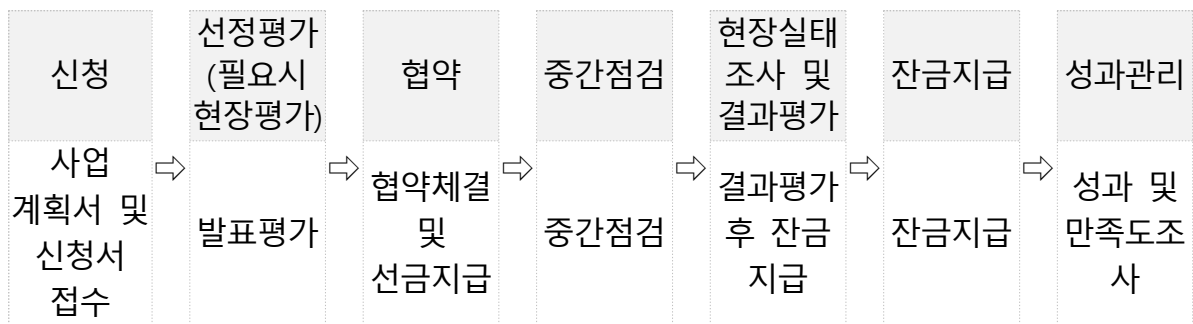 신청
선정평가
(필요시
현장평가)
협약
중간점검
현장실태
조사 및
결과평가
잔금지급
성과관리
사업
계획서 및
신청서
접수
⇨
발표평가
⇨
협약체결
및
선금지급
⇨
중간점검
⇨
결과평가
후 잔금
지급
⇨
잔금지급
⇨
성과 및
만족도조
사